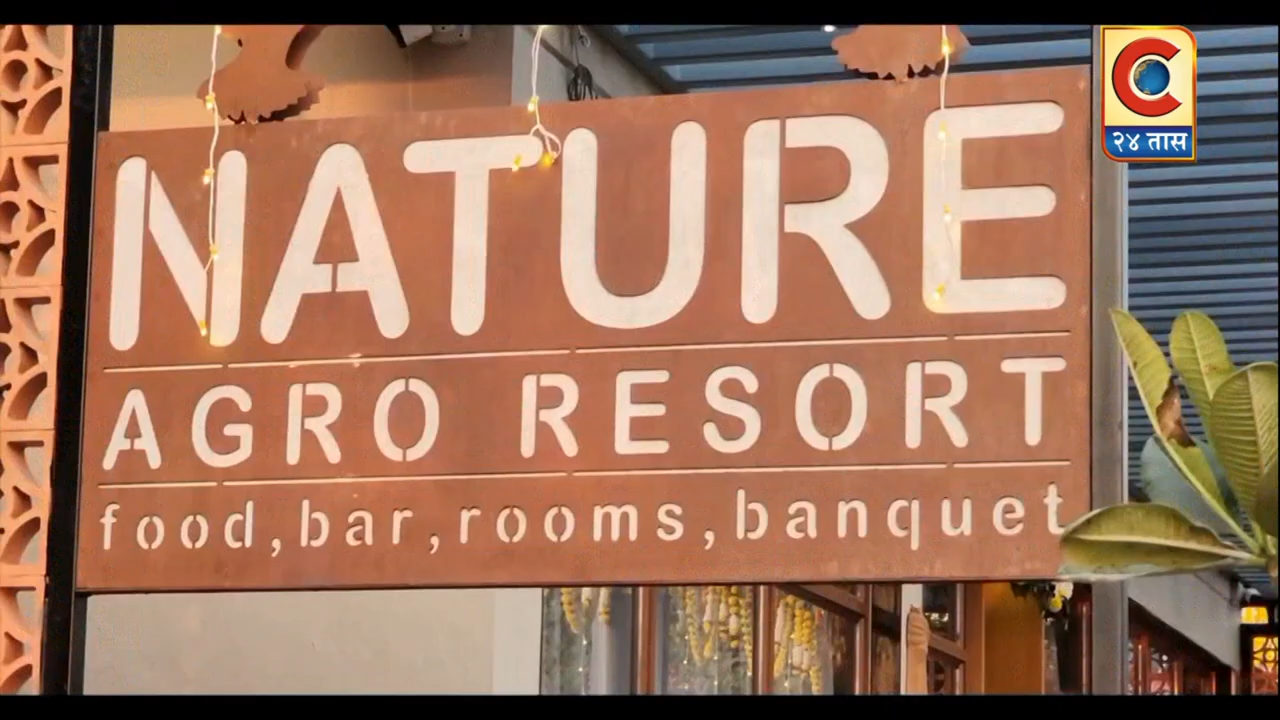 NATURE
AGRO RESORT
food, bar, rooms, banquet
C
२४ तास